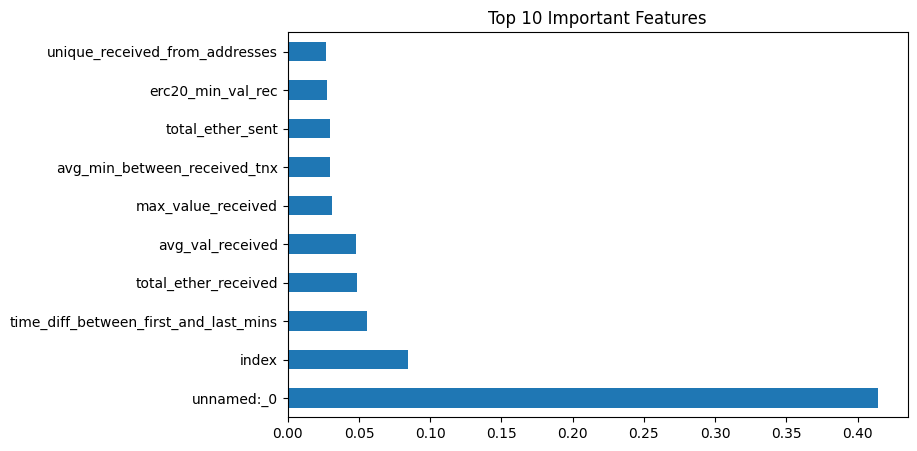 Top 10 Important Features
unique_received_from_addresses
erc20_min_val_rec
total_ether_sent
avg_min_between_received_tnx
max_value_received
avg_val_received
total_ether_received
time_diff_between_first_and_last_mins
index
unnamed:_0
0.00 0.05 0.10 0.15 0.20 0.25 0.30 0.35 0.40